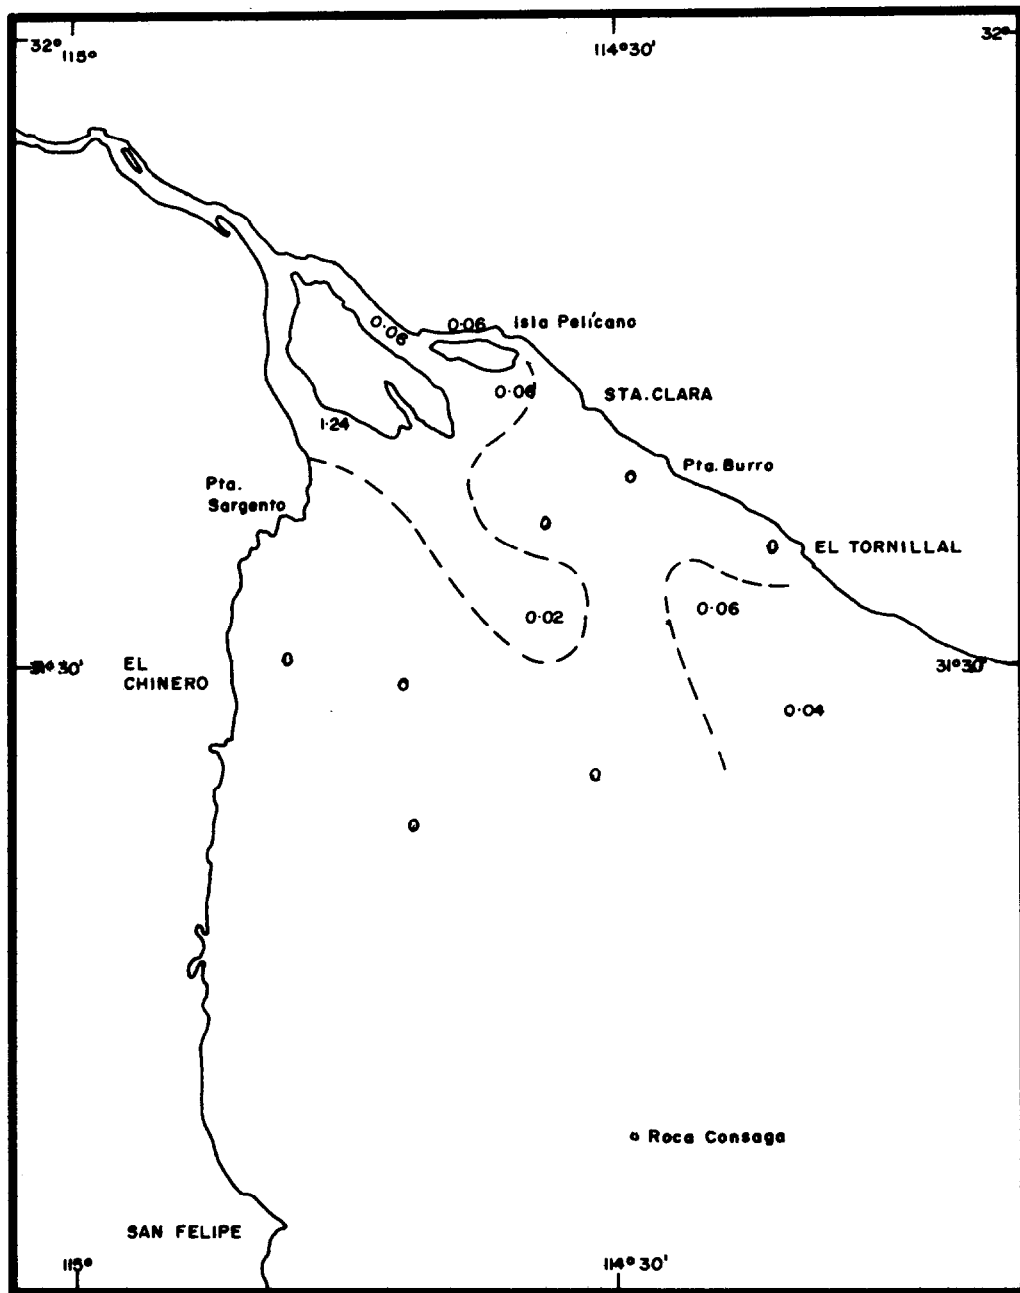 32°
115°
114°30'
32°
0·06
0·06
Isla Pelícano
0·06
STA. CLARA
1·24
Pta. Burro
Pta.
Sargento
0
0
0
EL TORNILLAL
0·02
0·06
31°30'
EL
CHINERO
0
0
31°30'
0·04
0
0
Roca Consaga
SAN FELIPE
115°
114°30'